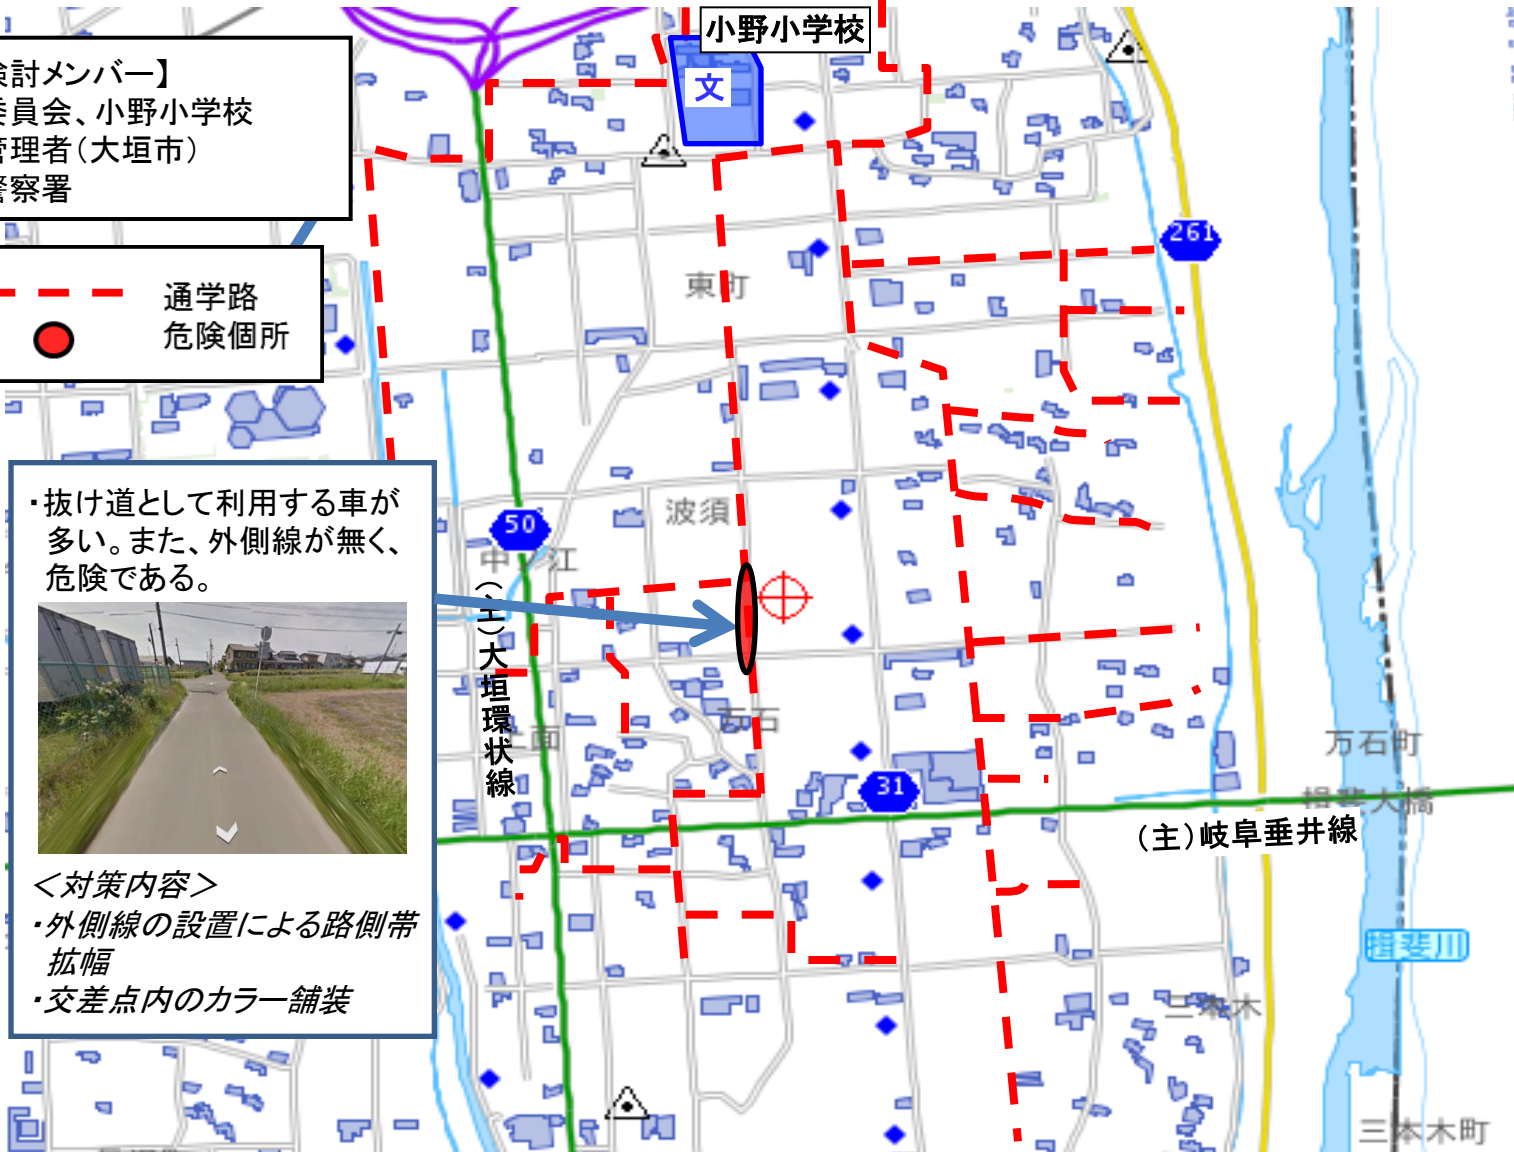 小野小学校
文
検討メンバー】
委員会、小野小学校
管理者（大垣市）
警察署
261
通学路
危険個所
東町
・抜け道として利用する車が
多い。また、外側線が無く、
危険である。
波須
50
中ノ江
（主）大垣環状線
万石
31
万石町
揖斐大橋
（主）岐阜垂井線
＜対策内容＞
・外側線の設置による路側帯
拡幅
・交差点内のカラー舗装
揖斐川
三本木
三本木町